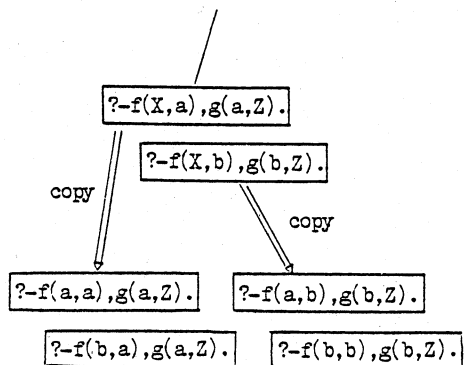 ?-f(X,a),g(a,Z).
?-f(X,b),g(b,Z).
copy
copy
?-f(a,a),g(a,Z).
?-f(a,b),g(b,Z).
?-f(b,a),g(a,Z).
?-f(b,b),g(b,Z).